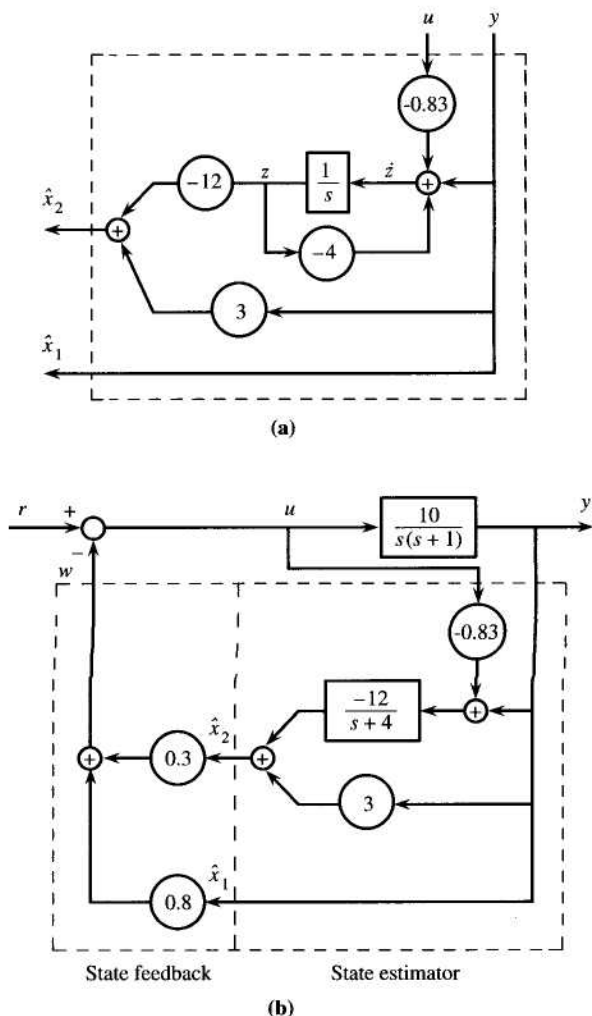 u y
-0.83
−12 z 1/s ż +
x̂₂ +
−4
3
x̂₁
(a)
r + u 10/s(s + 1) y
−
w
-0.83
−12/s + 4 +
x̂₂
+ 0.3 +
3
x̂₁
0.8
State feedback State estimator
(b)